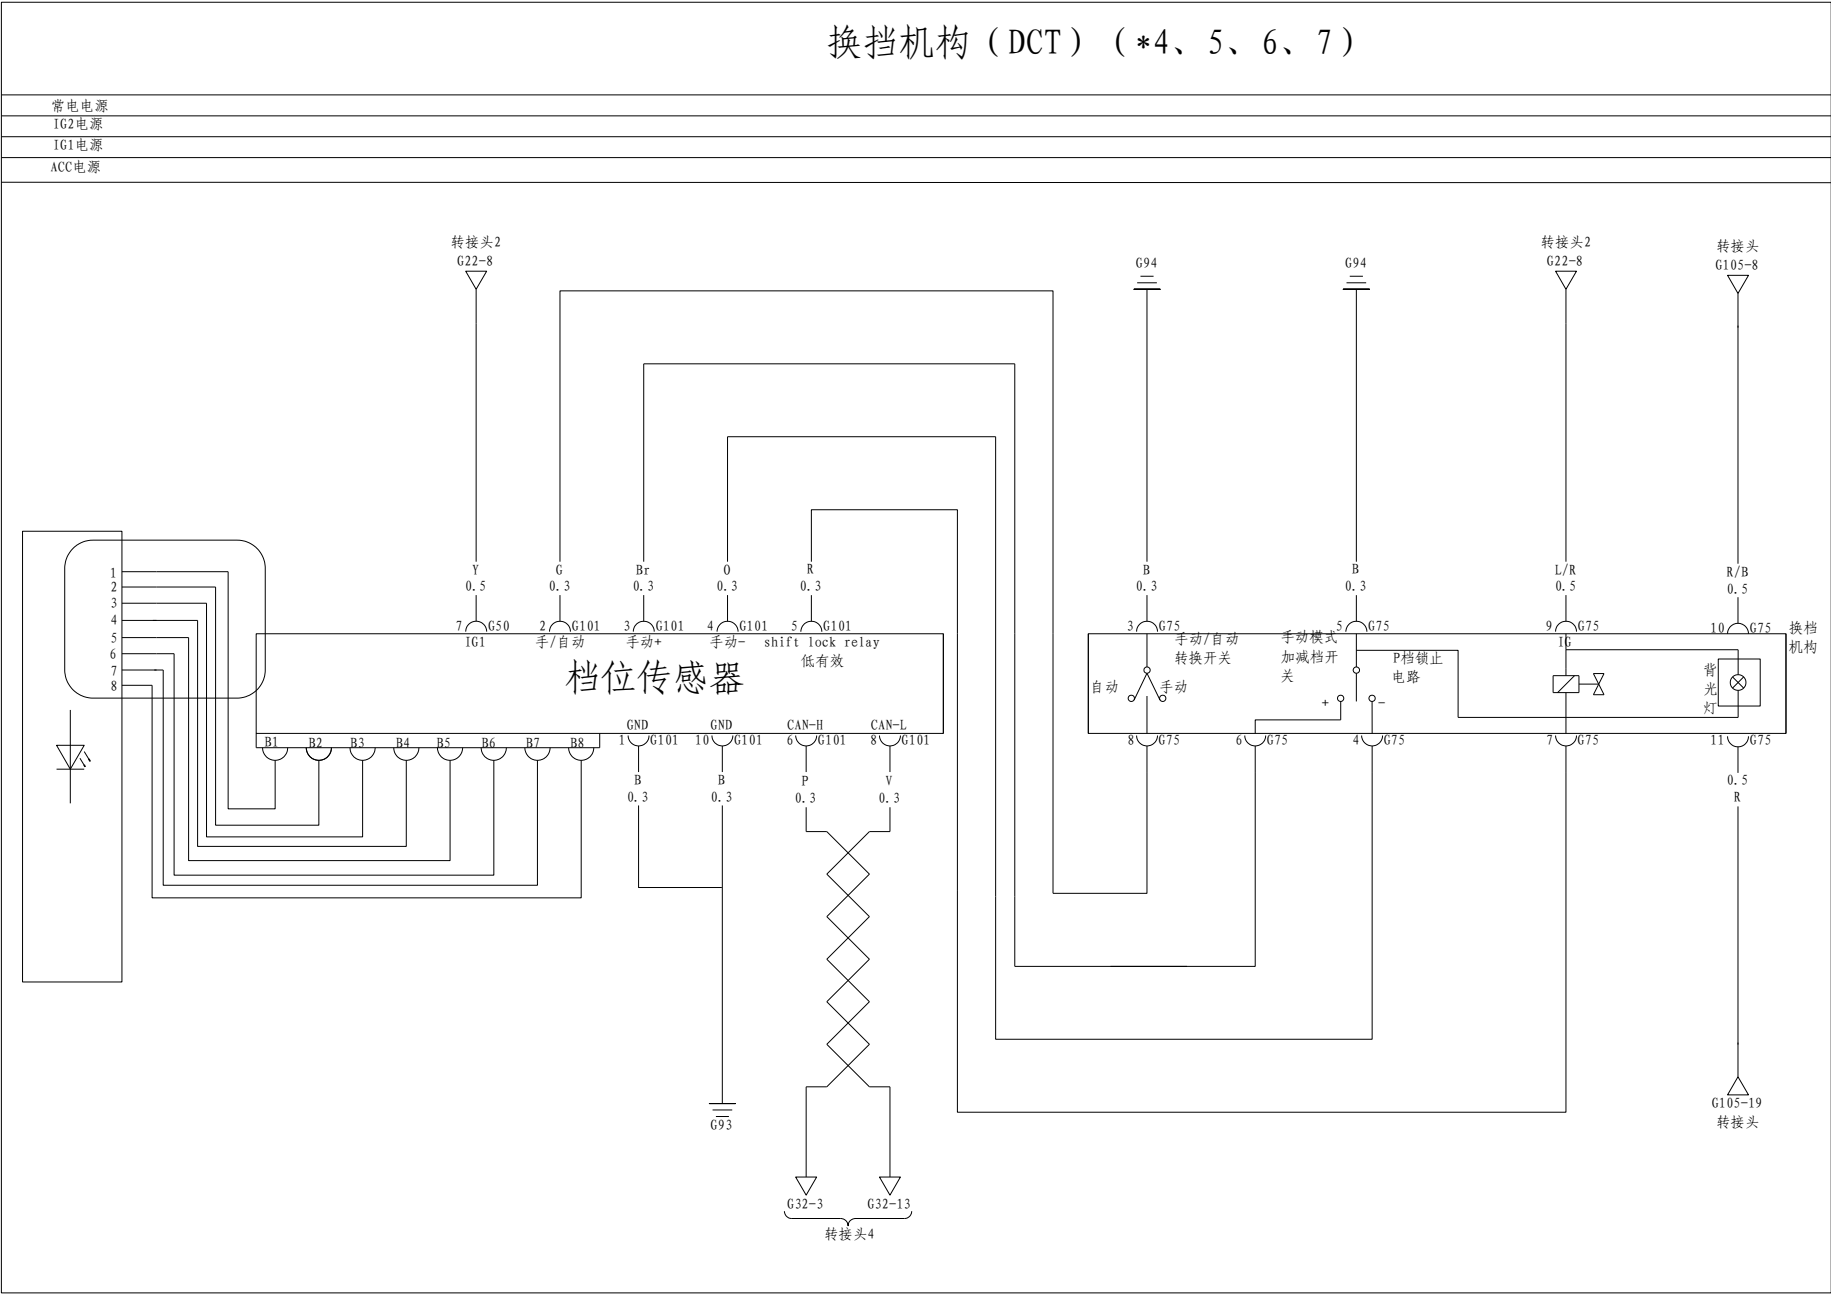 换挡机构（DCT）（*4、5、6、7）
常电电源
IG2电源
IG1电源
ACC电源
转接头2
G22-8
G94
G94
转接头2
G22-8
转接头
G105-8
Y
0.5
G
0.3
Br
0.3
O
0.3
R
0.3
B
0.3
B
0.3
L/R
0.5
R/B
0.5
1
2
3
4
5
6
7
8
7 G50
2 G101
3 G101
4 G101
5 G101
IG1
手/自动
手动+
手动-
shift lock relay
低有效
档位传感器
3 G75
5 G75
9 G75
10 G75
换档
机构
手动/自动
转换开关
手动模式
加减档开
关
P档锁止
电路
IG
背
光
灯
自动
手动
+
-
GND
GND
CAN-H
CAN-L
B1
B2
B3
B4
B5
B6
B7
B8
1 G101
10 G101
6 G101
8 G101
8 G75
6 G75
4 G75
7 G75
11 G75
B
0.3
B
0.3
P
0.3
V
0.3
0.5
R
G93
G105-19
转接头
G32-3
G32-13
转接头4